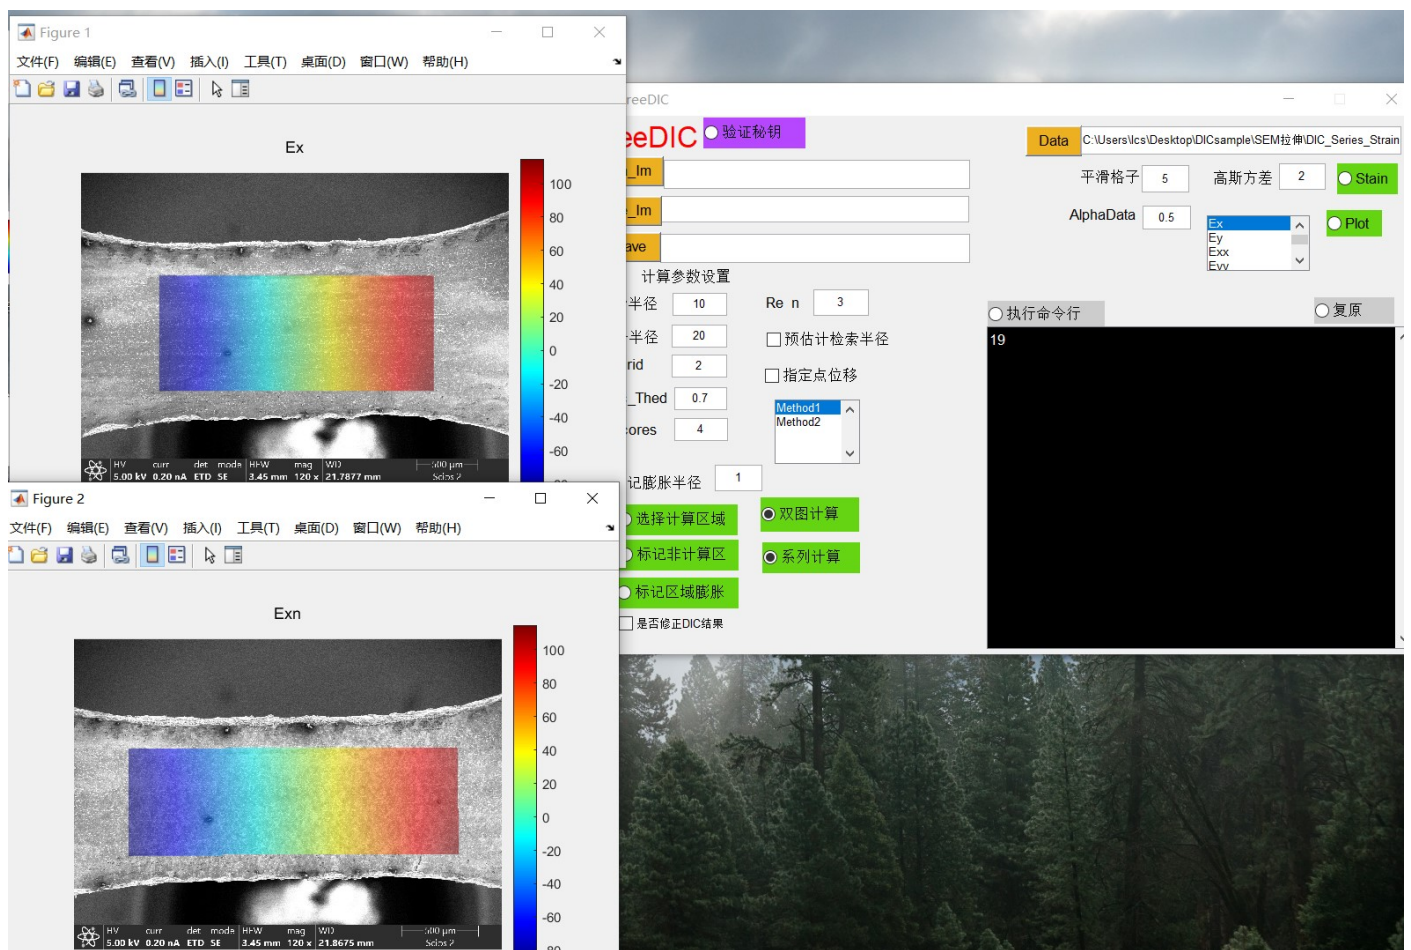 Figure 1
文件(F) 编辑(E) 查看(V) 插入(I) 工具(T) 桌面(D) 窗口(W) 帮助(H)
Ex
100
80
60
40
20
0
-20
-40
-60
HV curr det mode HFW mag WD 500 μm
5.00 kV 0.20 nA ETD SE 3.45 mm 120 x 21.7877 mm Scios 2
Figure 2
文件(F) 编辑(E) 查看(V) 插入(I) 工具(T) 桌面(D) 窗口(W) 帮助(H)
Exn
100
80
60
40
20
0
-20
-40
-60
-80
HV curr det mode HFW mag WD 500 μm
5.00 kV 0.20 nA ETD SE 3.45 mm 120 x 21.8675 mm Scios 2
reeDIC
eeDIC 验证秘钥
_Im
_Im
ave
计算参数设置
半径 10 Re n 3
半径 20 预估计检索半径
rid 2
指定点位移
_Thed 0.7
Method1
Method2
ores 4
记膨胀半径 1
选择计算区域 双图计算
标记非计算区 系列计算
标记区域膨胀
是否修正DIC结果
Data C:\Users\lcs\Desktop\DICsample\SEM拉伸\DIC_Series_Strain
平滑格子 5 高斯方差 2 Stain
AlphaData 0.5 Plot
Ex
Ey
Exx
Eyy
执行命令行 复原
19